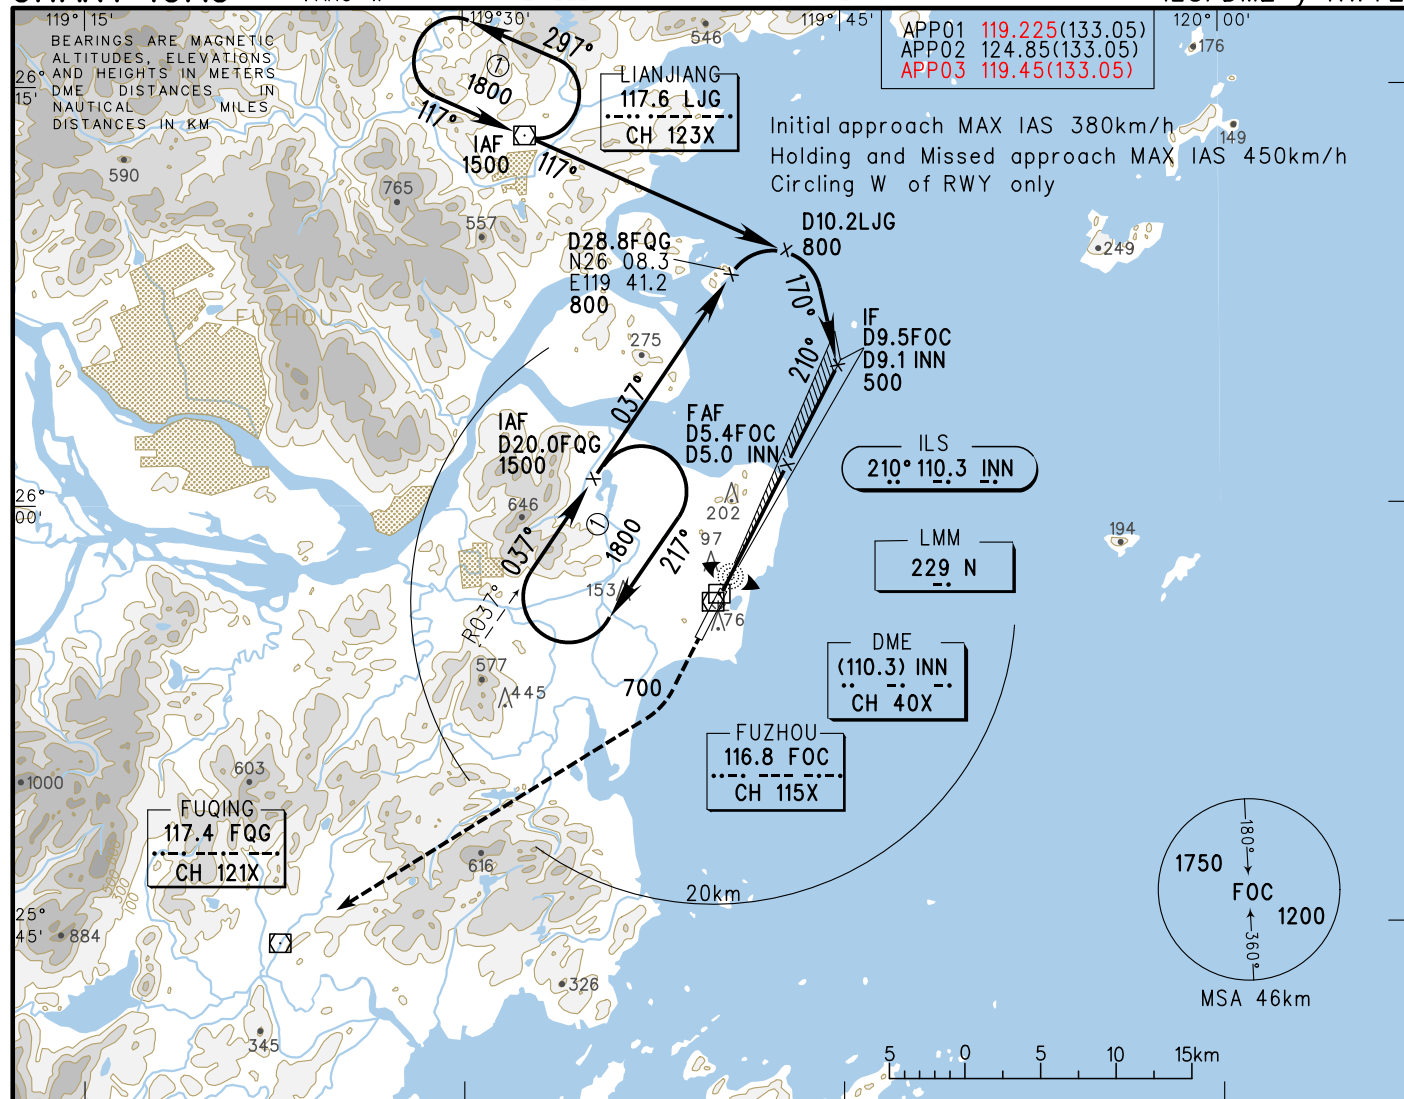 119° 15'
119°30'
119° 45'
120° 00'
BEARINGS ARE MAGNETIC
ALTITUDES, ELEVATIONS
AND HEIGHTS IN METERS
DME DISTANCES IN
NAUTICAL MILES
DISTANCES IN KM
26°
15'
APP01 119.225(133.05)
APP02 124.85(133.05)
APP03 119.45(133.05)
297°
1
1800
117°
IAF
1500
117°
LIANJIANG
117.6 LJG
CH 123X
546
176
149
Initial approach MAX IAS 380km/h
Holding and Missed approach MAX IAS 450km/h
Circling W of RWY only
590
765
557
249
D10.2LJG
800
D28.8FQG
N26 08.3
E119 41.2
800
170°
FUZHOU
275
IF
D9.5FOC
D9.1 INN
500
210°
037°
IAF
D20.0FQG
1500
FAF
D5.4FOC
D5.0 INN
ILS
210° 110.3 INN
26°
00'
646
202
1
1800
037°
217°
97
194
LMM
229 N
153
R037°
76
DME
(110.3) INN
CH 40X
577
445
700
FUZHOU
116.8 FOC
CH 115X
1000
603
FUQING
117.4 FQG
CH 121X
616
20km
180°
1750
FOC
1200
360°
MSA 46km
25°
45'
884
326
345
5 0 5 10 15km